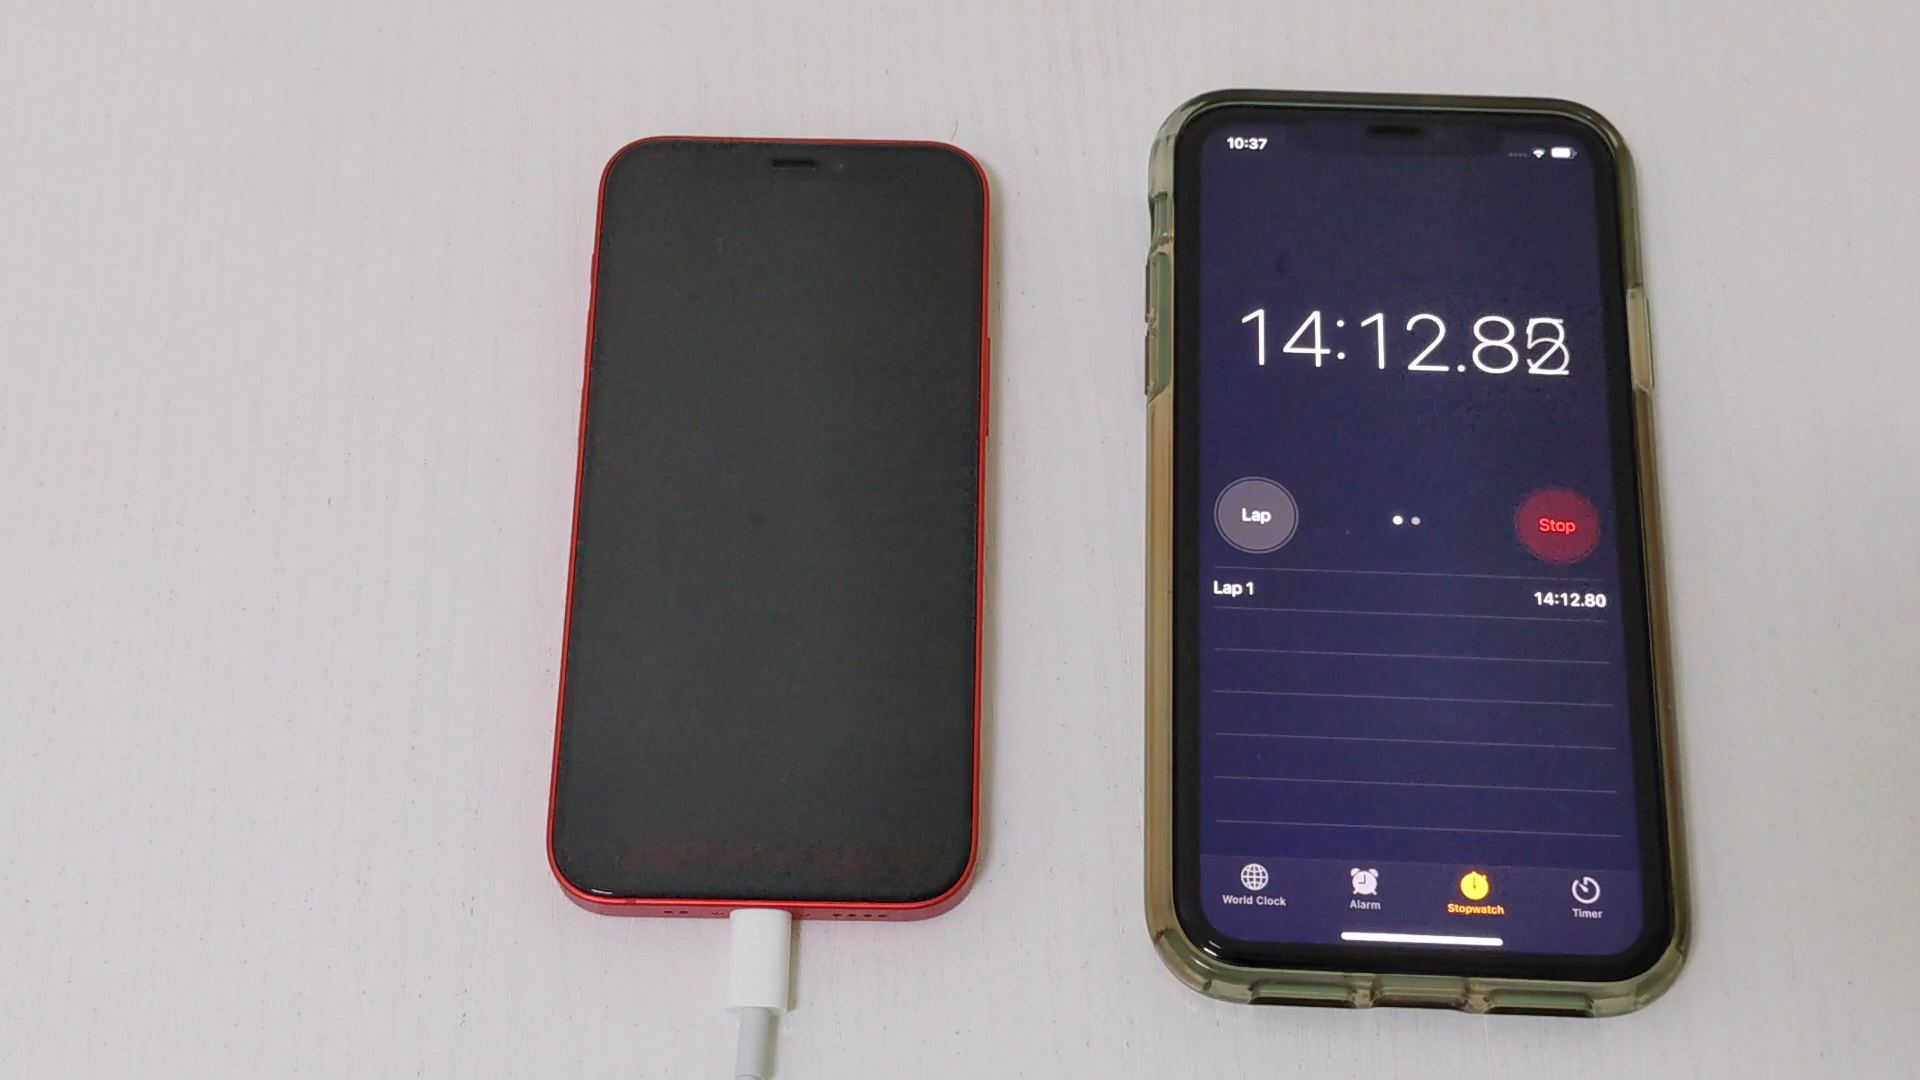 10:37
14:12.8
Lap
Stop
Lap 1
14:12.80
World Clock
Alarm
Stopwatch
Timer